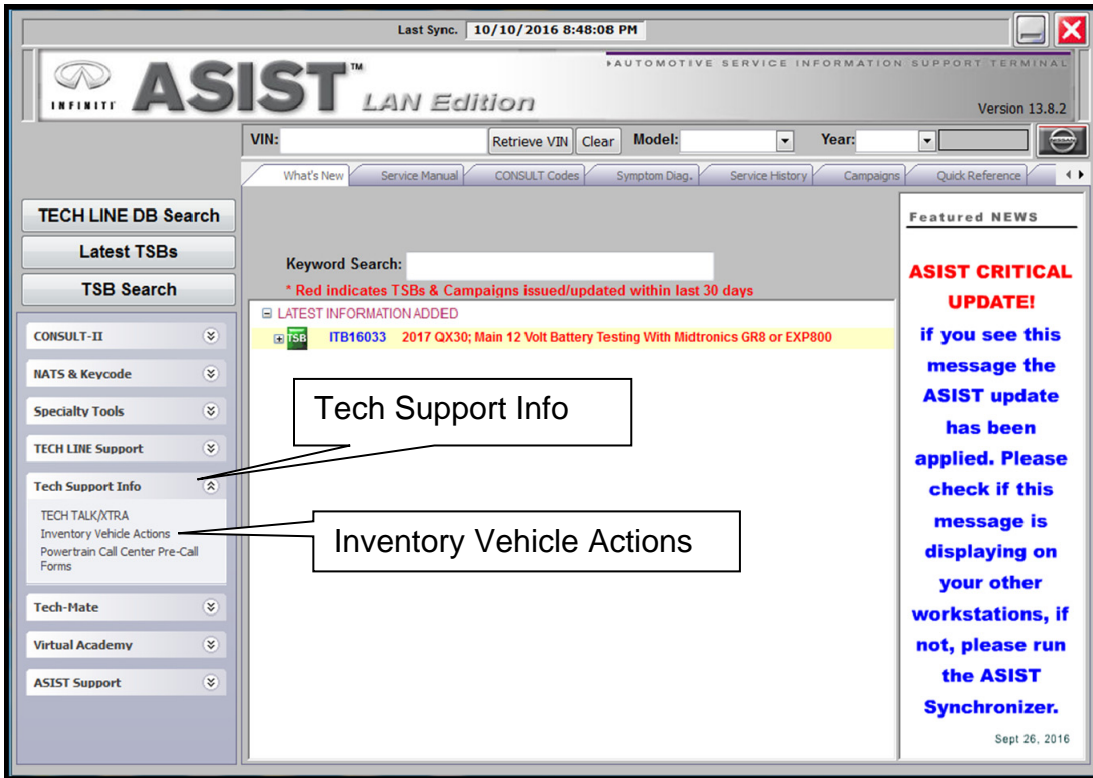 Last Sync. 10/10/2016 8:48:08 PM
INFINITI ASIST™ LAN Edition
AUTOMOTIVE SERVICE INFORMATION SUPPORT TERMINAL
Version 13.8.2
VIN: Retrieve VIN Clear Model: Year: NISSAN
What's New Service Manual CONSULT Codes Symptom Diag. Service History Campaigns Quick Reference
TECH LINE DB Search
Latest TSBs
TSB Search
CONSULT-II
NATS & Keycode
Specialty Tools
TECH LINE Support
Tech Support Info
TECH TALK/XTRA
Inventory Vehicle Actions
Powertrain Call Center Pre-Call
Forms
Tech-Mate
Virtual Academy
ASIST Support
Keyword Search:
* Red indicates TSBs & Campaigns issued/updated within last 30 days
LATEST INFORMATION ADDED
TSB ITB16033 2017 QX30; Main 12 Volt Battery Testing With Midtronics GR8 or EXP800
Tech Support Info
Inventory Vehicle Actions
Featured NEWS
ASIST CRITICAL
UPDATE!
if you see this
message the
ASIST update
has been
applied. Please
check if this
message is
displaying on
your other
workstations, if
not, please run
the ASIST
Synchronizer.
Sept 26, 2016